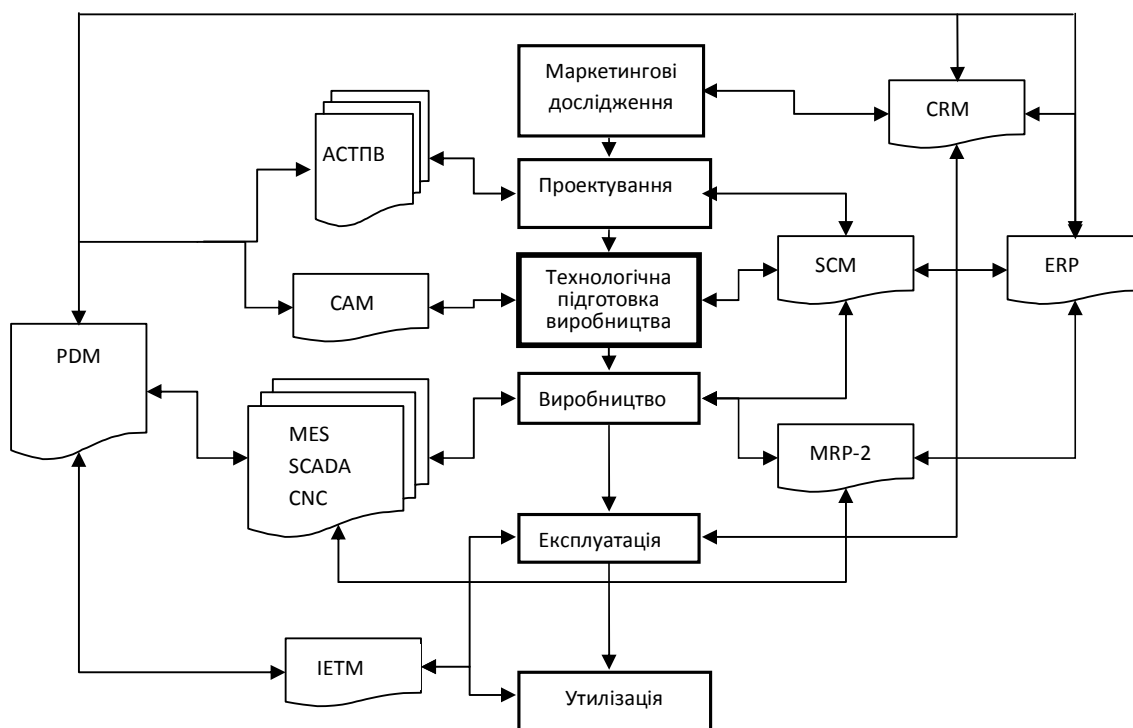 Маркетингові
дослідження
CRM
АСТПВ
Проектування
Технологічна
підготовка
виробництва
SCM
ERP
CAM
PDM
Виробництво
MES
SCADA
CNC
MRP-2
Експлуатація
IETM
Утилізація